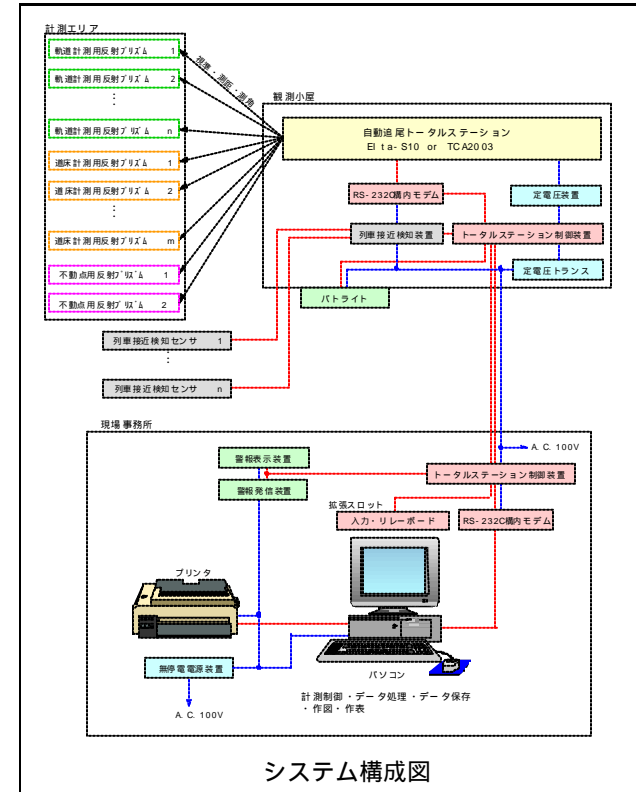 計測エリア
軌道計測用反射プリズム 1
軌道計測用反射プリズム 2
⋮
軌道計測用反射プリズム n
道床計測用反射プリズム 1
道床計測用反射プリズム 2
⋮
道床計測用反射プリズム m
不動点用反射プリズム 1
不動点用反射プリズム 2
視準・測距・測角
観測小屋
自動追尾トータルステーション
Elta-S10 or TCA2003
RS-232C構内モデム
定電圧装置
列車接近検知装置
トータルステーション制御装置
定電圧トランス
パトライト
列車接近検知センサ 1
⋮
列車接近検知センサ n
現場事務所
A.C.100V
警報表示装置
トータルステーション制御装置
警報発信装置
拡張スロット
入力・リレーボード
RS-232C構内モデム
プリンタ
無停電電源装置
パソコン
A.C.100V
計測制御・データ処理・データ保存
・作図・作表
システム構成図